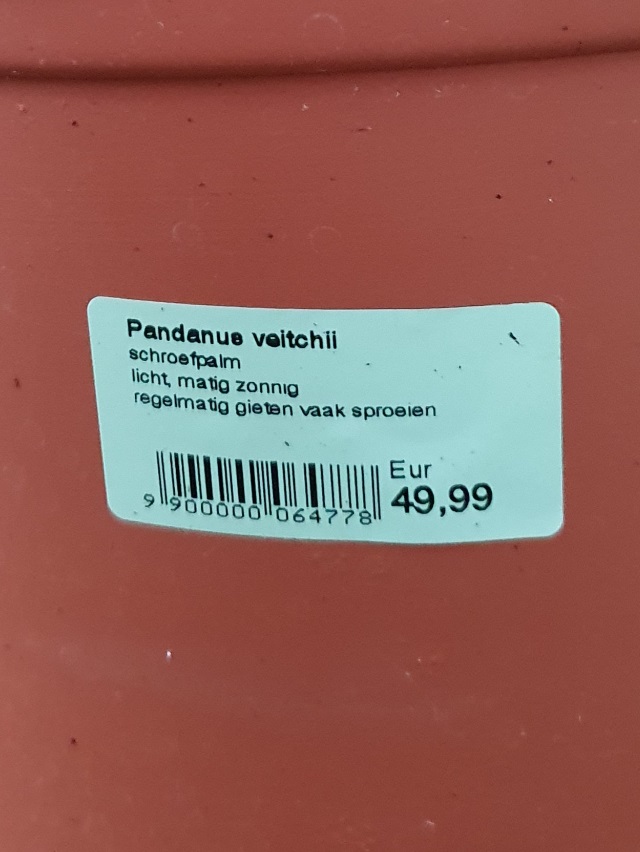 Pandanus veitchii
schroefpalm
licht, matig zonnig
regelmatig gieten vaak sproeien
Eur
49,99
9 900000 064778